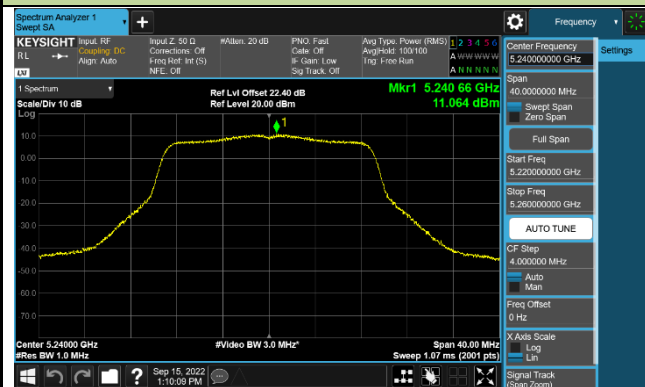 Spectrum Analyzer 1
Swept SA
Frequency
KEYSIGHT
RL
LXI
Input: RF
Coupling: DC
Align: Auto
Input Z: 50 Ω
Corrections: Off
Freq Ref: Int (S)
NFE: Off
#Atten: 20 dB
PNO: Fast
Gate: Off
IF Gain: Low
Sig Track: Off
Avg Type: Power (RMS)
Avg|Hold: 100/100
Trig: Free Run
1 2 3 4 5 6
A W W W W W
A N N N N N
1 Spectrum
Scale/Div 10 dB
Log
Ref Lvl Offset 22.40 dB
Ref Level 20.00 dBm
Mkr1 5.240 66 GHz
11.064 dBm
1
10.0
0.00
-10.0
-20.0
-30.0
-40.0
-50.0
-60.0
-70.0
Center 5.24000 GHz
#Res BW 1.0 MHz
#Video BW 3.0 MHz*
Span 40.00 MHz
Sweep 1.07 ms (2001 pts)
?
Sep 15, 2022
1:10:09 PM
Center Frequency
5.240000000 GHz
Settings
Span
40.0000000 MHz
Swept Span
Zero Span
Full Span
Start Freq
5.220000000 GHz
Stop Freq
5.260000000 GHz
AUTO TUNE
CF Step
4.000000 MHz
Auto
Man
Freq Offset
0 Hz
X Axis Scale
Log
Lin
Signal Track
(Span Zoom)